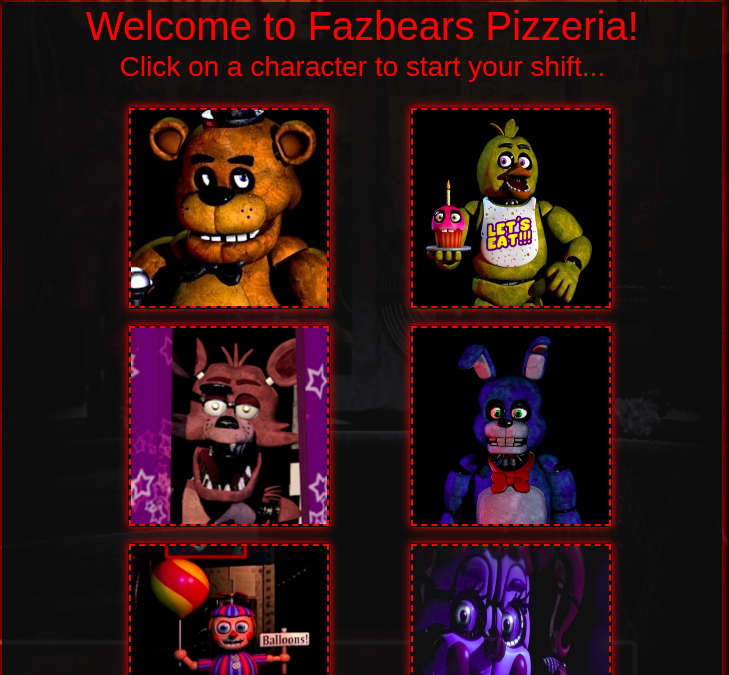 Welcome to Fazbears Pizzeria!
Click on a character to start your shift...
LET'S
EAT!!!
Balloons!